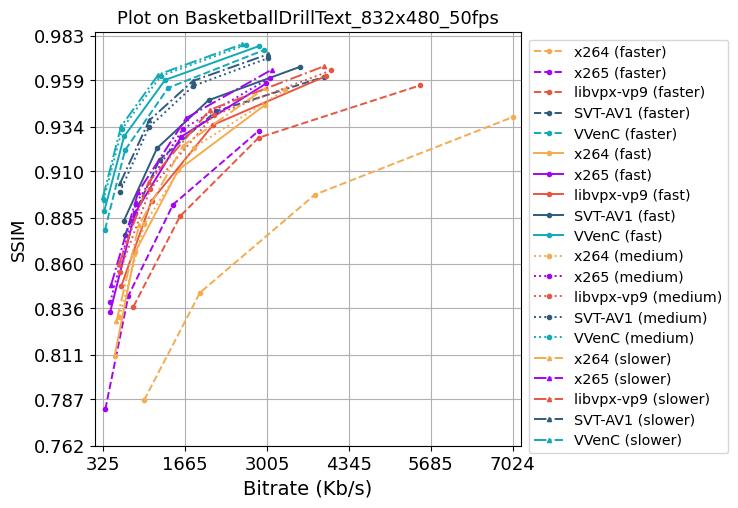 Plot on BasketballDrillText_832x480_50fps
0.983
0.959
0.934
0.910
0.885
0.860
0.836
0.811
0.787
0.762
SSIM
325 1665 3005 4345 5685 7024
Bitrate (Kb/s)
x264 (faster)
x265 (faster)
libvpx-vp9 (faster)
SVT-AV1 (faster)
VVenC (faster)
x264 (fast)
x265 (fast)
libvpx-vp9 (fast)
SVT-AV1 (fast)
VVenC (fast)
x264 (medium)
x265 (medium)
libvpx-vp9 (medium)
SVT-AV1 (medium)
VVenC (medium)
x264 (slower)
x265 (slower)
libvpx-vp9 (slower)
SVT-AV1 (slower)
VVenC (slower)